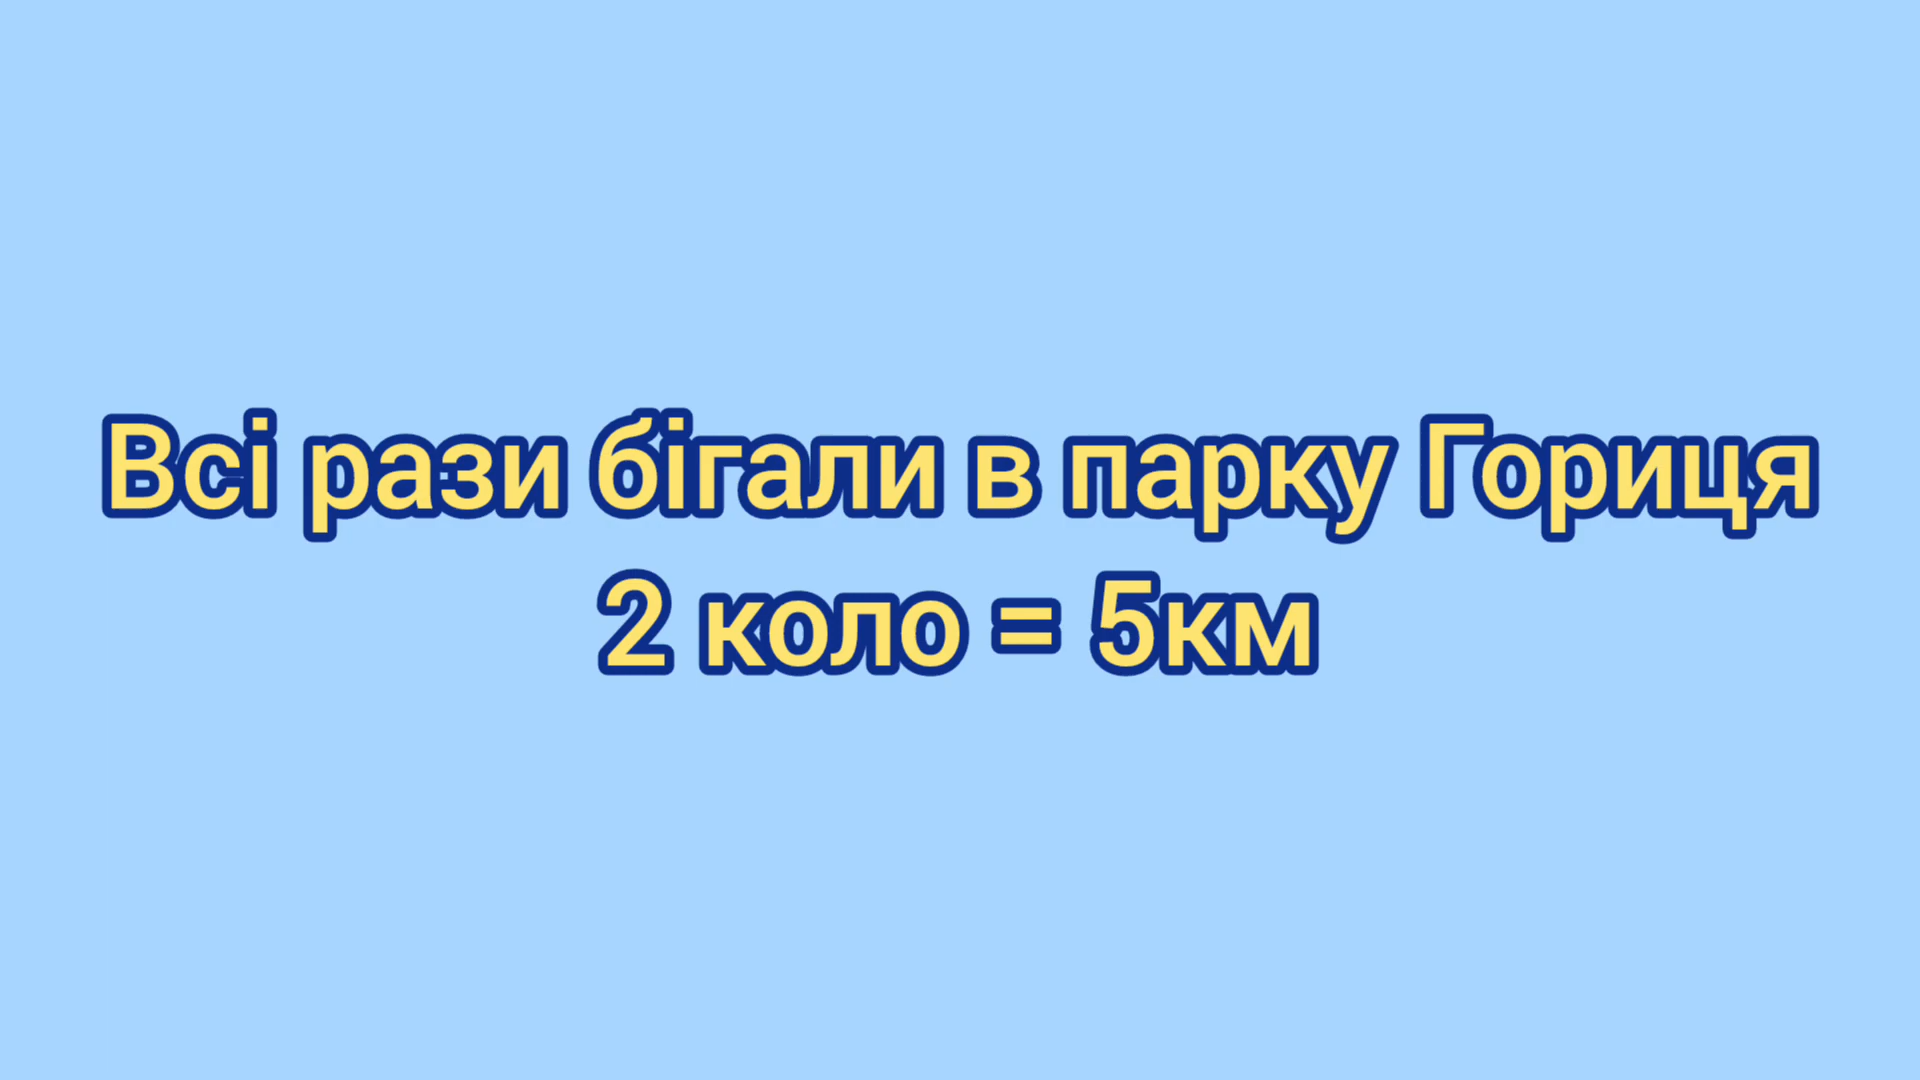 Всі рази бігали в парку Гориця
2 коло = 5км